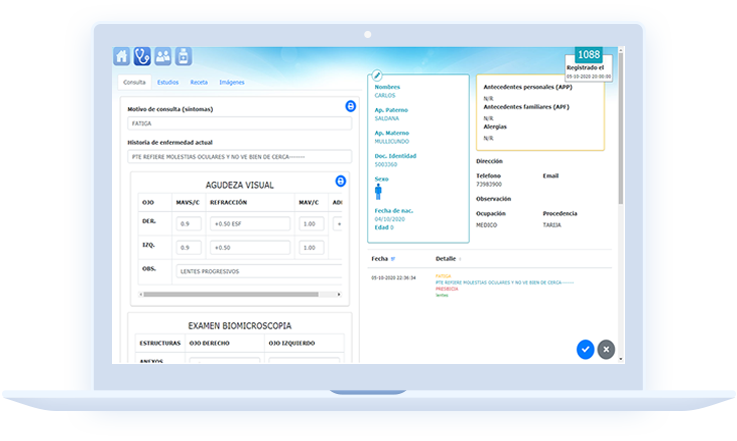 Consulta Estudios Receta Imágenes
Motivo de consulta (síntomas)
FATIGA
Historia de enfermedad actual
PTE REFIERE MOLESTIAS OCULARES Y NO VE BIEN DE CERCA--------
AGUDEZA VISUAL
OJO MAVS/C REFRACCIÓN MAV/C ADI
DER. 0.9 +0.50 ESF 1.00 +
IZQ. 0.9 +0.50 1.00
OBS. LENTES PROGRESIVOS
EXAMEN BIOMICROSCOPIA
ESTRUCTURAS OJO DERECHO OJO IZQUIERDO
ANEXOS
Nombres
CARLOS
Ap. Paterno
SALDANA
Ap. Materno
MULLICUNDO
Doc. Identidad
5003368
Sexo
Fecha de nac.
04/10/2020
Edad 0
1088
Registrado el
05-10-2020 20:00:00
Antecedentes personales (APP)
N/R
Antecedentes familiares (APF)
N/R
Alergias
N/R
Dirección
Telefono Email
73983900
Observación
Ocupación Procedencia
MEDICO TARIJA
Fecha Detalle
05-10-2020 22:36:34
FATIGA
PTE REFIERE MOLESTIAS OCULARES Y NO VE BIEN DE CERCA--------
PRESBICIA
lentes